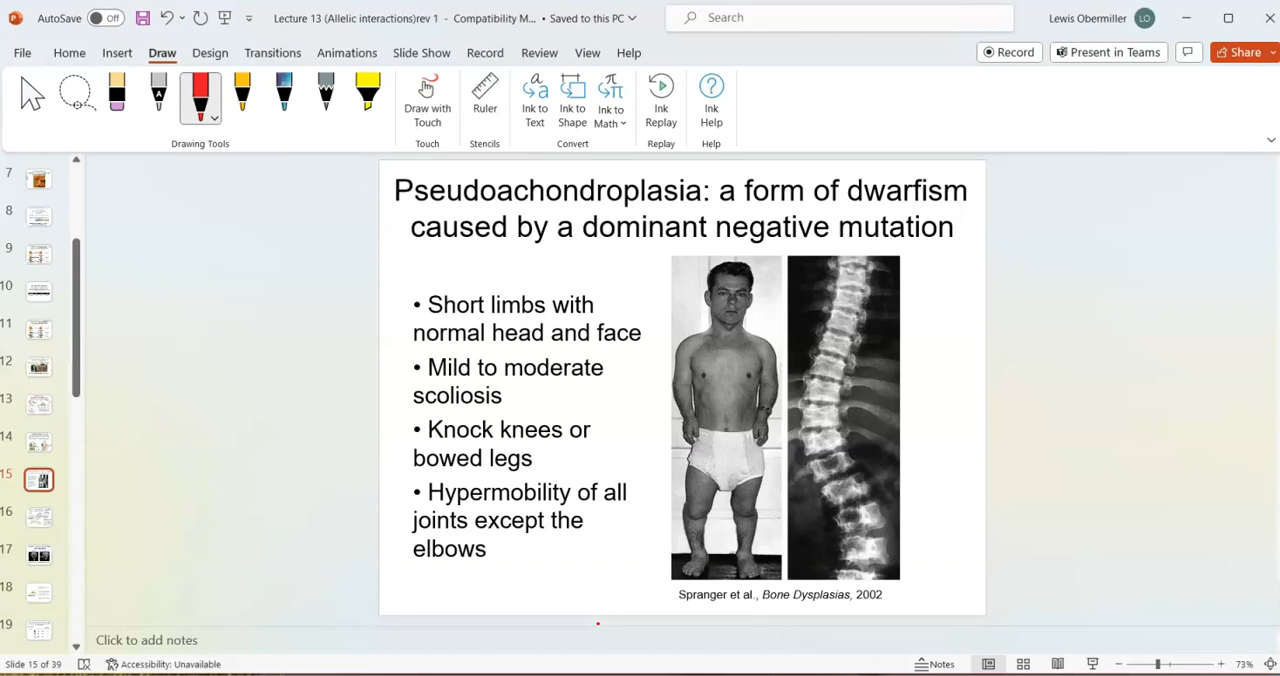 AutoSave Off Lecture 13 (Allelic interactions)rev 1 - Compatibility M... • Saved to this PC Search Lewis Obermiller LO
File Home Insert Draw Design Transitions Animations Slide Show Record Review View Help Record Present in Teams Share
Draw with Touch
Ruler
Ink to Text
Ink to Shape
Ink to Math
Ink Replay
Ink Help
Drawing Tools Touch Stencils Convert Replay Help
7
8
9
10
11
12
13
14
15
16
17
18
19
Pseudoachondroplasia: a form of dwarfism
caused by a dominant negative mutation
• Short limbs with
normal head and face
• Mild to moderate
scoliosis
• Knock knees or
bowed legs
• Hypermobility of all
joints except the
elbows
Spranger et al., Bone Dysplasias, 2002
Click to add notes
Slide 15 of 39 Accessibility: Unavailable Notes 73%